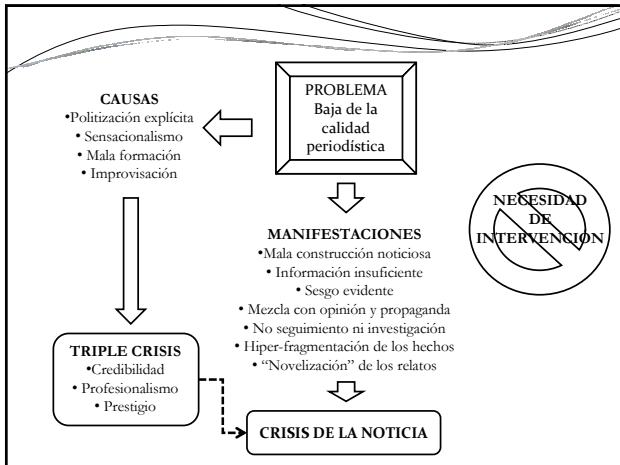 PROBLEMA
Baja de la
calidad
periodística
CAUSAS
•Politización explícita
• Sensacionalismo
• Mala formación
• Improvisación
MANIFESTACIONES
•Mala construcción noticiosa
• Información insuficiente
• Sesgo evidente
• Mezcla con opinión y propaganda
• No seguimiento ni investigación
• Hiper-fragmentación de los hechos
• “Novelización” de los relatos
NECESIDAD
DE
INTERVENCIÓN
TRIPLE CRISIS
•Credibilidad
• Profesionalismo
• Prestigio
CRISIS DE LA NOTICIA